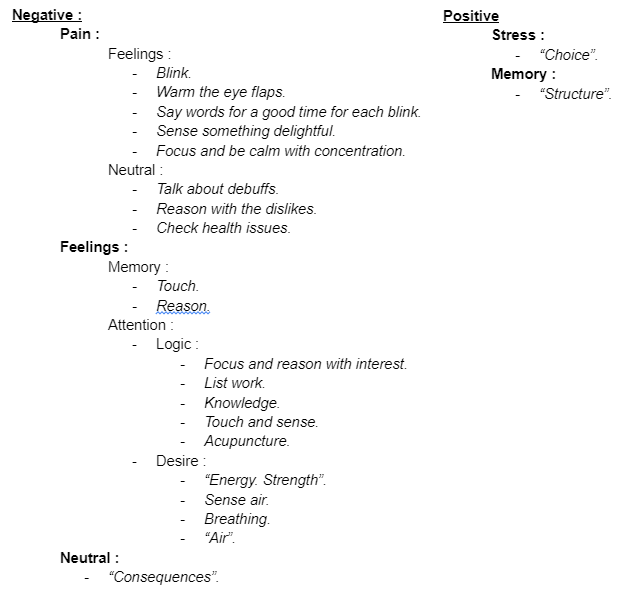 Negative :
Pain :
Feelings :
- Blink.
- Warm the eye flaps.
- Say words for a good time for each blink.
- Sense something delightful.
- Focus and be calm with concentration.
Neutral :
- Talk about debuffs.
- Reason with the dislikes.
- Check health issues.
Feelings :
Memory :
- Touch.
- Reason.
Attention :
- Logic :
- Focus and reason with interest.
- List work.
- Knowledge.
- Touch and sense.
- Acupuncture.
- Desire :
- “Energy. Strength”.
- Sense air.
- Breathing.
- “Air”.
Neutral :
- “Consequences”.
Positive
Stress :
- “Choice”.
Memory :
- “Structure”.